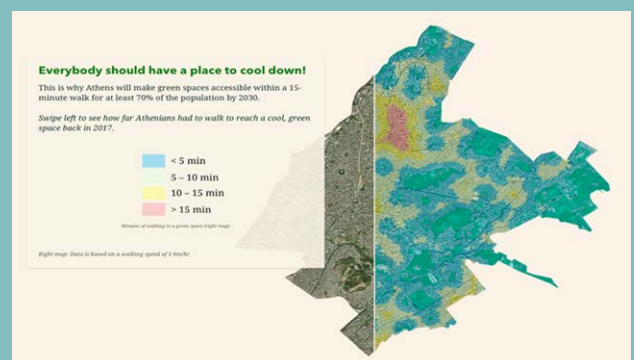 Everybody should have a place to cool down!
This is why Athens will make green spaces accessible within a 15-
minute walk for at least 70% of the population by 2030.
Swipe left to see how far Athenians had to walk to reach a cool, green
space back in 2017.
< 5 min
5 – 10 min
10 – 15 min
> 15 min
Minutes of walking to a green space (right map)
Right map: Data is based on a walking speed of 5 km/hr.